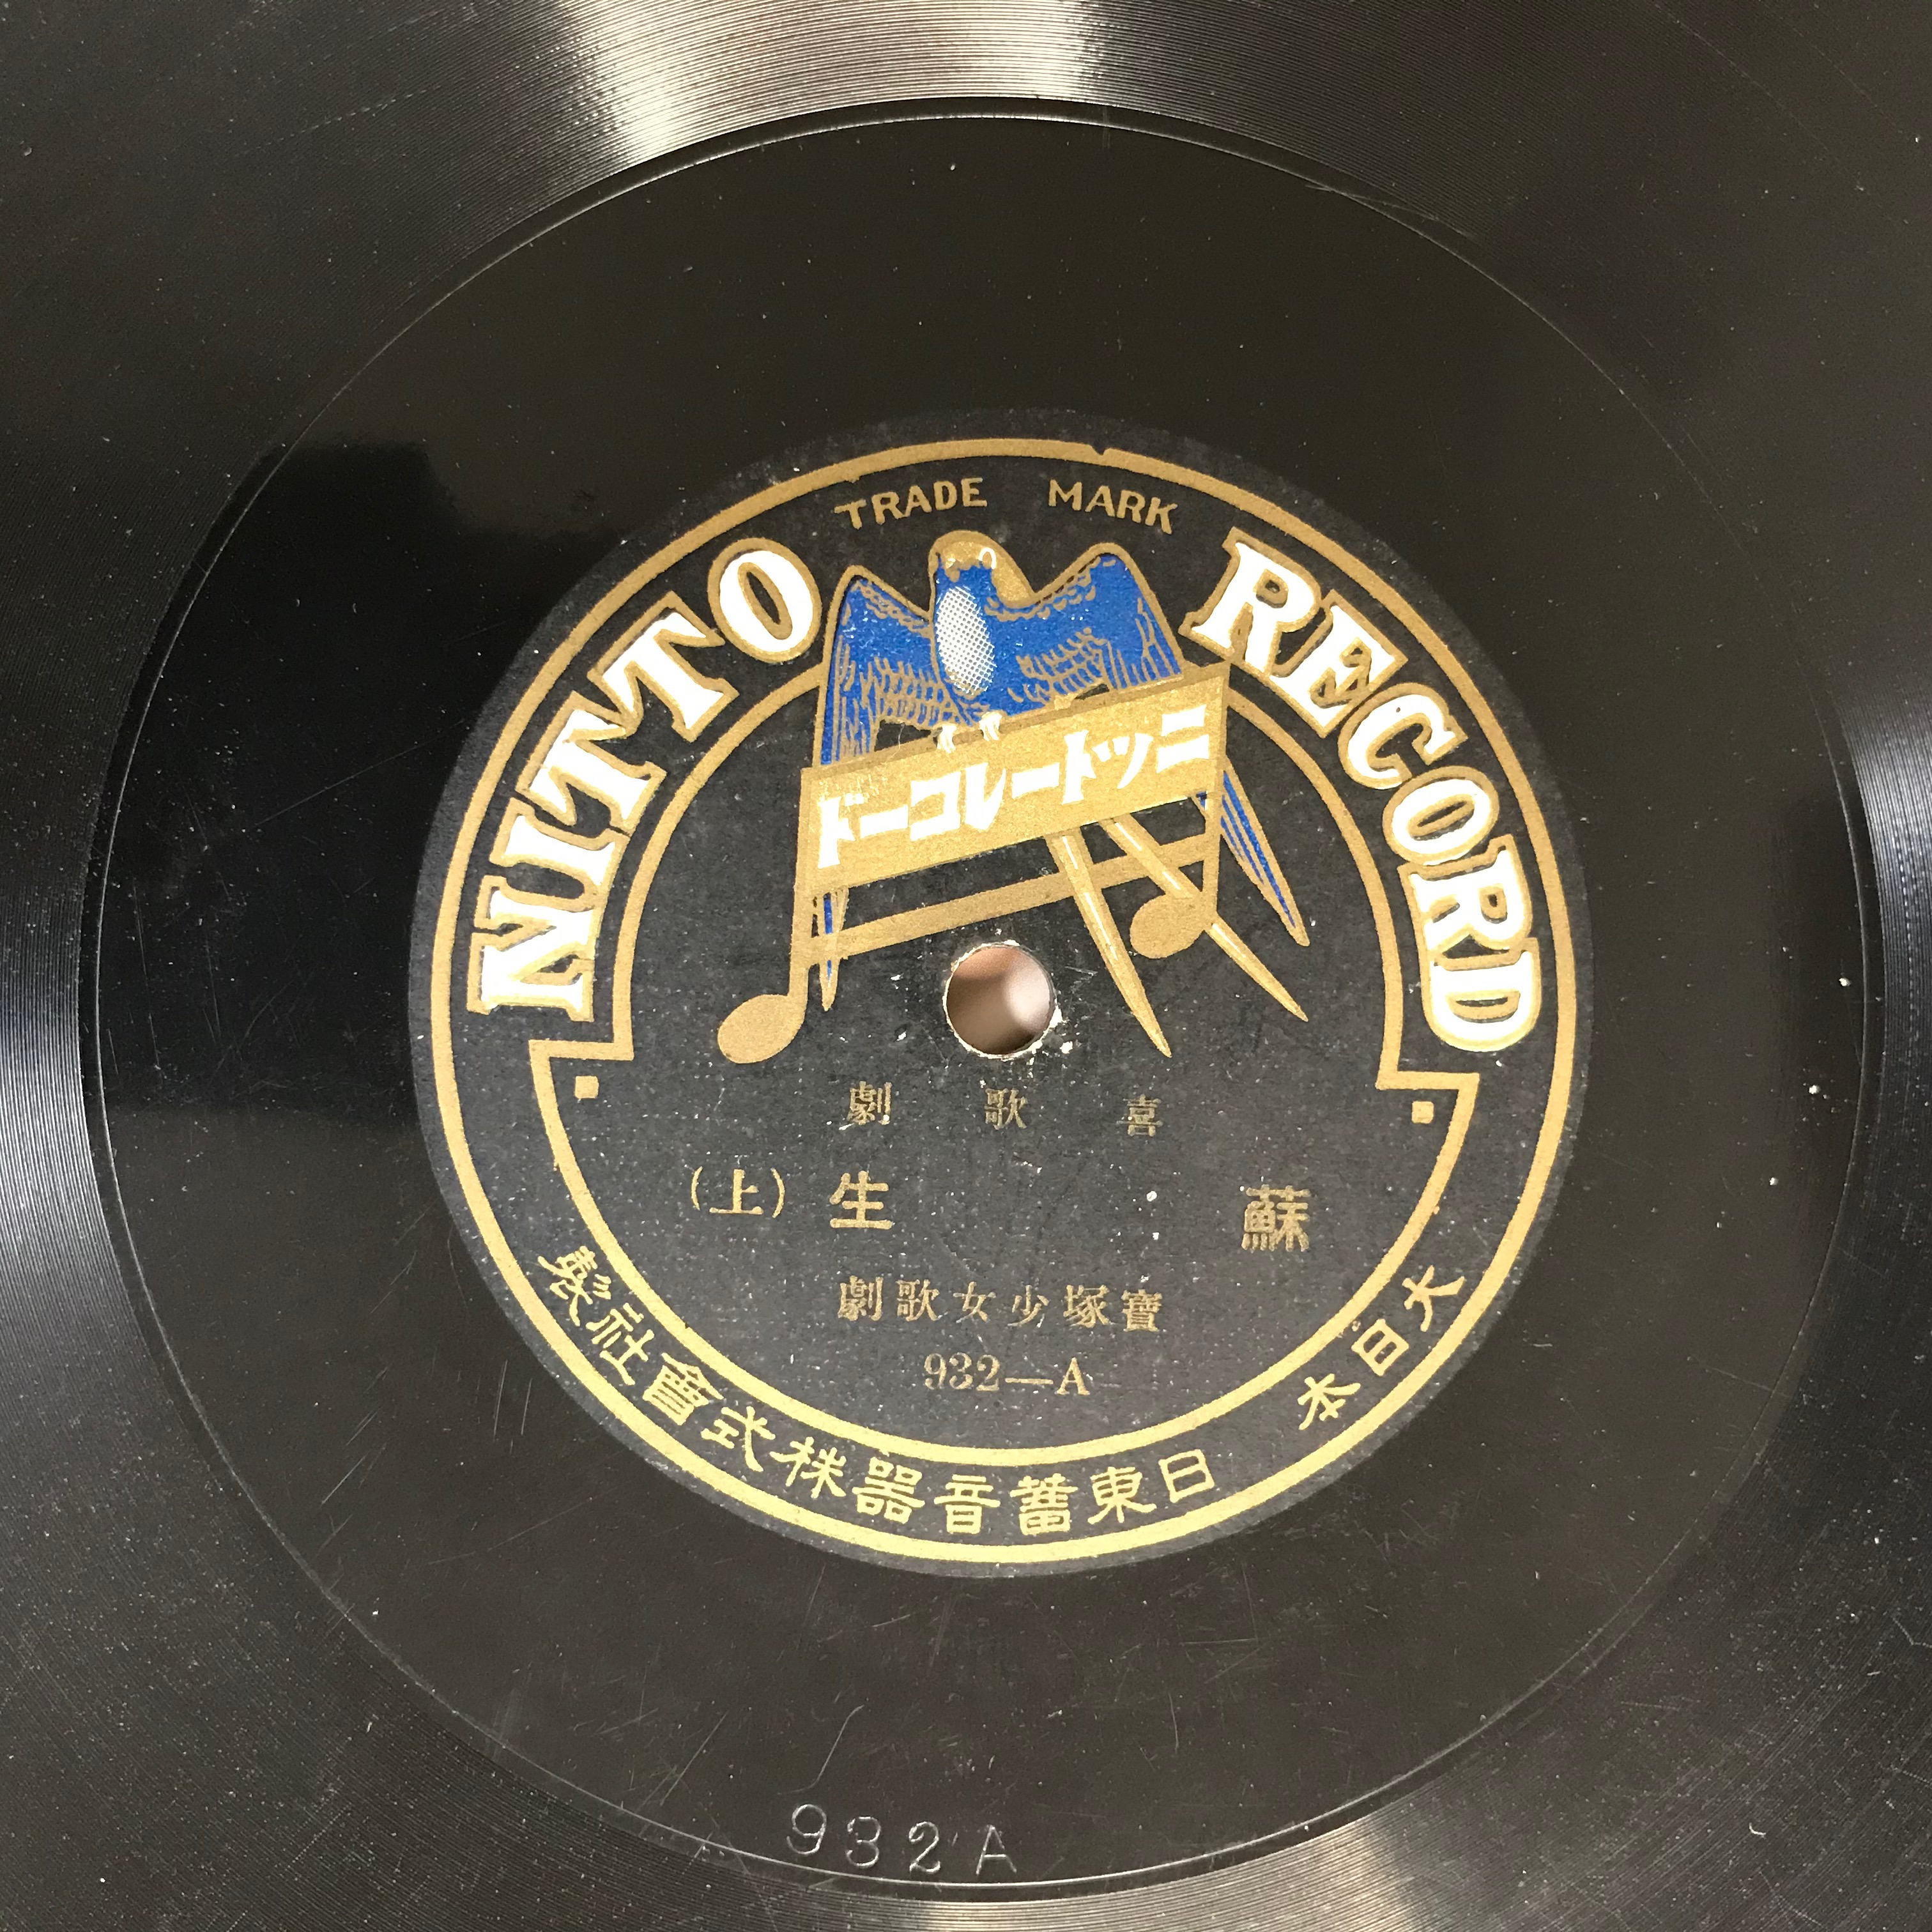 TRADE MARK
NITTO RECORD
ニットーレコード
喜歌劇
蘇生(上)
寶塚少女歌劇
932—A
大日本 日東蓄音器株式會社製
932A